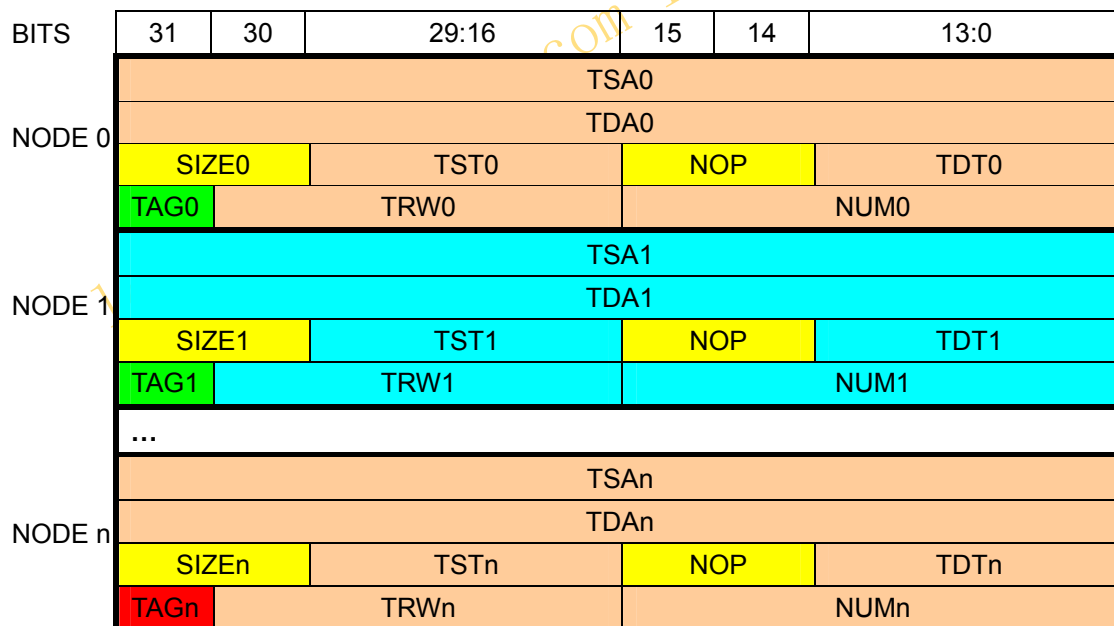 BITS 31 30 29:16 15 14 13:0
NODE 0
TSA0
TDA0
SIZE0 TST0 NOP TDT0
TAG0 TRW0 NUM0
NODE 1
TSA1
TDA1
SIZE1 TST1 NOP TDT1
TAG1 TRW1 NUM1
...
NODE n
TSAn
TDAn
SIZEn TSTn NOP TDTn
TAGn TRWn NUMn
com